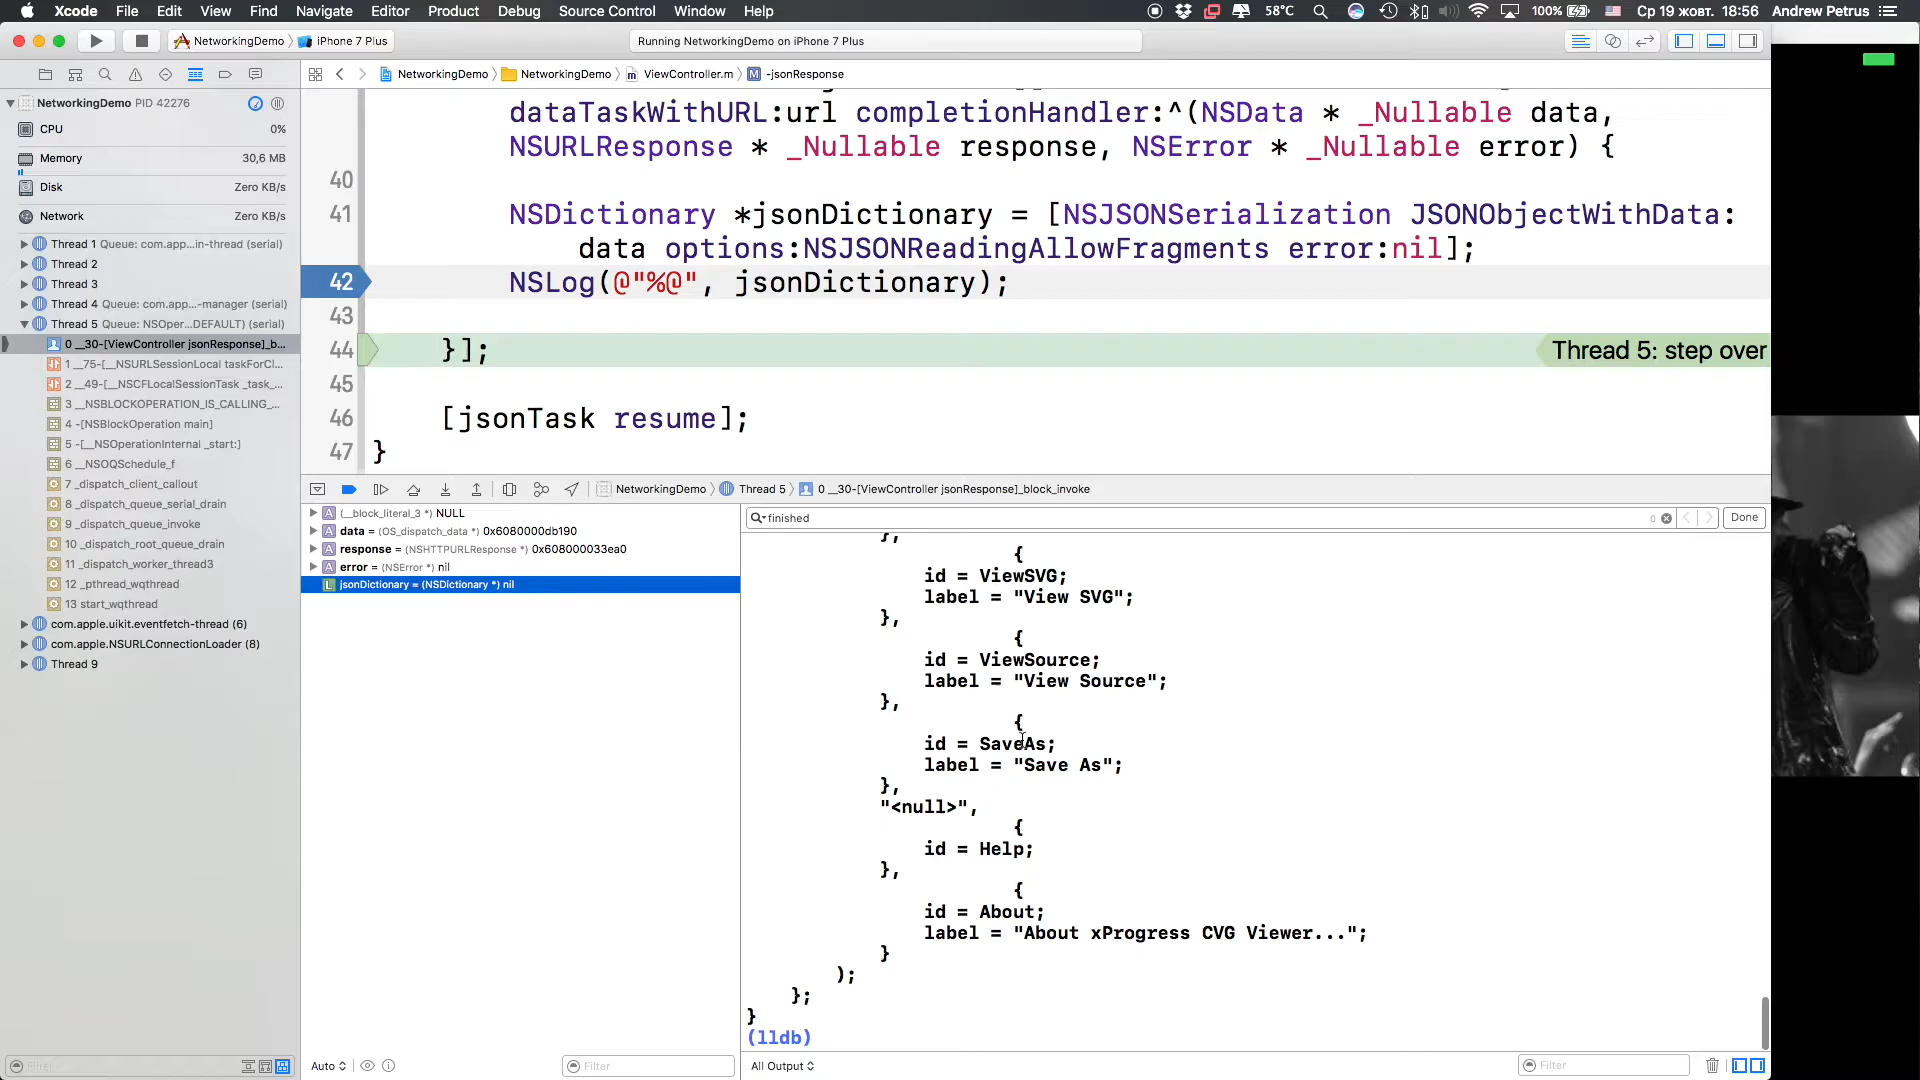 Xcode File Edit View Find Navigate Editor Product Debug Source Control Window Help 58°C 100% Ср 19 жовт. 18:56 Andrew Petrus
NetworkingDemo iPhone 7 Plus Running NetworkingDemo on iPhone 7 Plus
NetworkingDemo NetworkingDemo ViewController.m -jsonResponse
NetworkingDemo PID 42276
CPU 0%
Memory 30,6 MB
Disk Zero KB/s
Network Zero KB/s
Thread 1 Queue: com.app...in-thread (serial)
Thread 2
Thread 3
Thread 4 Queue: com.app...-manager (serial)
Thread 5 Queue: NSOper...DEFAULT) (serial)
0 __30-[ViewController jsonResponse]_b...
1 __75-[__NSURLSessionLocal taskForCl...
2 __49-[__NSCFLocalSessionTask _task_...
3 __NSBLOCKOPERATION_IS_CALLING_...
4 -[NSBlockOperation main]
5 -[__NSOperationInternal _start:]
6 __NSOQSchedule_f
7 _dispatch_client_callout
8 _dispatch_queue_serial_drain
9 _dispatch_queue_invoke
10 _dispatch_root_queue_drain
11 _dispatch_worker_thread3
12 _pthread_wqthread
13 start_wqthread
com.apple.uikit.eventfetch-thread (6)
com.apple.NSURLConnectionLoader (8)
Thread 9
Filter
dataTaskWithURL:url completionHandler:^(NSData * _Nullable data,
NSURLResponse * _Nullable response, NSError * _Nullable error) {
40
41 NSDictionary *jsonDictionary = [NSJSONSerialization JSONObjectWithData:
data options:NSJSONReadingAllowFragments error:nil];
42 NSLog(@"%@", jsonDictionary);
43
44 }]; Thread 5: step over
45
46 [jsonTask resume];
47 }
NetworkingDemo Thread 5 0 __30-[ViewController jsonResponse]_block_invoke
(__block_literal_3 *) NULL
data = (OS_dispatch_data *) 0x6080000db190
response = (NSHTTPURLResponse *) 0x608000033ea0
error = (NSError *) nil
jsonDictionary = (NSDictionary *) nil
Auto Filter
finished 0 Done
},
{
id = ViewSVG;
label = "View SVG";
},
{
id = ViewSource;
label = "View Source";
},
{
id = SaveAs;
label = "Save As";
},
"<null>",
{
id = Help;
},
{
id = About;
label = "About xProgress CVG Viewer...";
}
);
};
}
(lldb)
All Output Filter